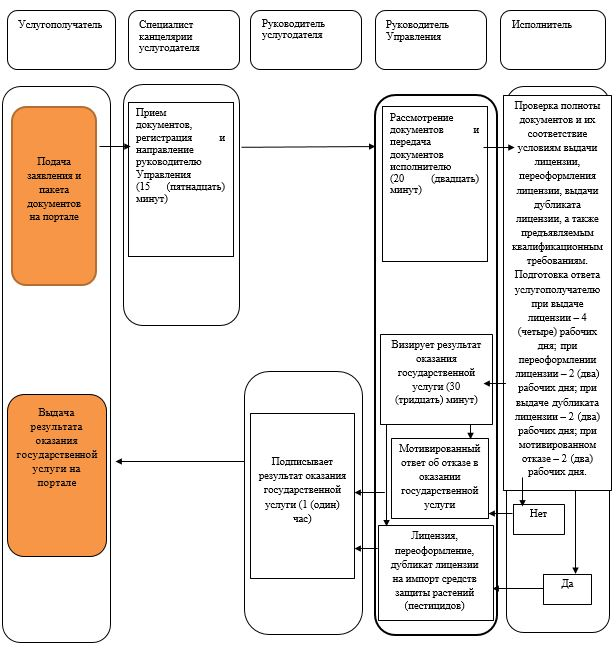 Услугополучатель
Специалист
канцелярии
услугодателя
Руководитель
услугодателя
Руководитель
Управления
Исполнитель
Подача
заявления и
пакета
документов
на портале
Прием
документов,
регистрация и
направление
руководителю
Управления
(15 (пятнадцать)
минут)
Рассмотрение
документов и
передача
документов
исполнителю
(20 (двадцать)
минут)
Проверка полноты
документов и их
соответствие
условиям выдачи
лицензии,
переоформления
лицензии, выдачи
дубликата
лицензии, а также
предъявляемым
квалификационным
требованиям.
Подготовка ответа
услугополучателю
при выдаче
лицензии – 4
(четыре) рабочих
дня; при
переоформлении
лицензии – 2 (два)
рабочих дня; при
выдаче дубликата
лицензии – 2 (два)
рабочих дня; при
мотивированном
отказе – 2 (два)
рабочих дня.
Визирует результат
оказания
государственной
услуги (30
(тридцать) минут)
Выдача
результата
оказания
государственной
услуги на
портале
Подписывает
результат оказания
государственной
услуги (1 (один)
час)
Мотивированный
ответ об отказе в
оказании
государственной
услуги
Нет
Лицензия,
переоформление,
дубликат лицензии
на импорт средств
защиты растений
(пестицидов)
Да